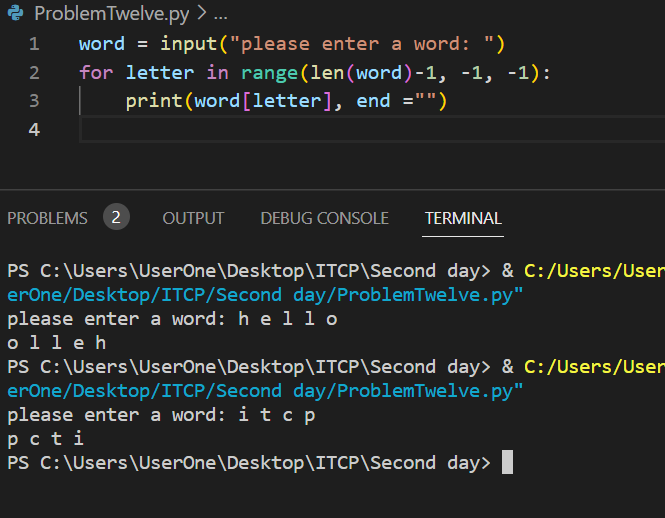 ProblemTwelve.py > ...
1 word = input("please enter a word: ")
2 for letter in range(len(word)-1, -1, -1):
3 print(word[letter], end ="")
4
PROBLEMS 2 OUTPUT DEBUG CONSOLE TERMINAL
PS C:\Users\UserOne\Desktop\ITCP\Second day> & C:/Users/User
erOne/Desktop/ITCP/Second day/ProblemTwelve.py"
please enter a word: h e l l o
o l l e h
PS C:\Users\UserOne\Desktop\ITCP\Second day> & C:/Users/User
erOne/Desktop/ITCP/Second day/ProblemTwelve.py"
please enter a word: i t c p
p c t i
PS C:\Users\UserOne\Desktop\ITCP\Second day>